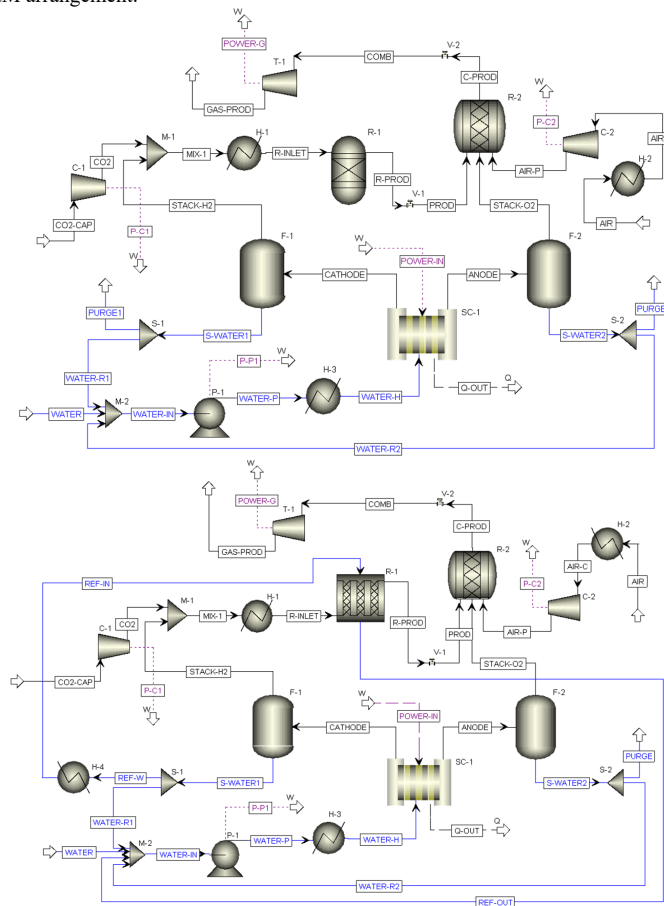 arrangement.
W
POWER-G
T-1
COMB
V-2
C-PROD
GAS-PROD
R-2
W
P-C2
C-2
AIR
H-2
AIR-P
AIR
M-1
C-1
CO2
MIX-1
H-1
R-INLET
R-1
R-PROD
V-1
PROD
STACK-O2
STACK-H2
CO2-CAP
P-C1
W
F-1
W
F-2
CATHODE
POWER-IN
ANODE
PURGE1
S-1
S-WATER1
SC-1
S-WATER2
S-2
PURGE
P-P1
W
WATER-R1
Q-OUT
Q
M-2
P-1
H-3
WATER
WATER-IN
WATER-P
WATER-H
WATER-R2
W
POWER-G
T-1
COMB
V-2
C-PROD
GAS-PROD
R-2
W
H-2
AIR-C
P-C2
AIR
C-2
REF-IN
R-1
M-1
C-1
CO2
MIX-1
H-1
R-INLET
R-PROD
PROD
AIR-P
V-1
STACK-O2
STACK-H2
CO2-CAP
P-C1
W
F-1
W
F-2
CATHODE
POWER-IN
ANODE
PURGE
H-4
REF-W
S-1
S-WATER1
SC-1
S-WATER2
S-2
P-P1
W
WATER-R1
Q-OUT
Q
M-2
P-1
H-3
WATER
WATER-IN
WATER-P
WATER-H
WATER-R2
REF-OUT